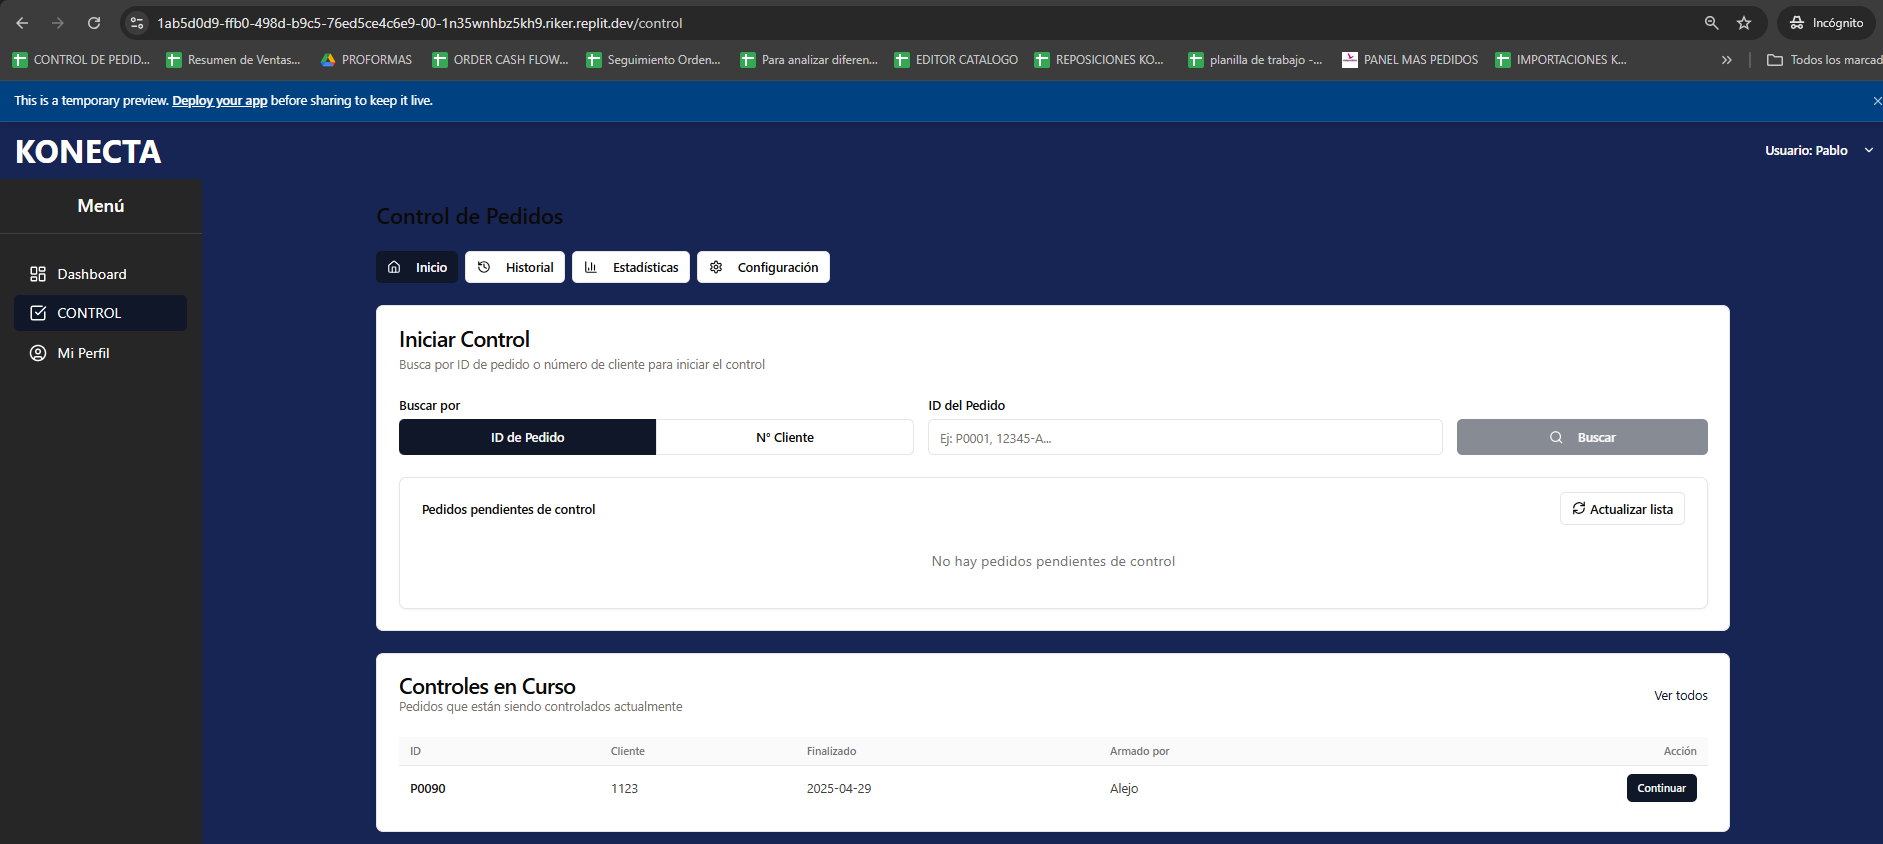 1ab5d0d9-ffb0-498d-b9c5-76ed5ce4c6e9-00-1n35wnhbz5kh9.riker.replit.dev/control
Incógnito
CONTROL DE PEDID... Resumen de Ventas... PROFORMAS ORDER CASH FLOW... Seguimiento Orden... Para analizar diferen... EDITOR CATALOGO REPOSICIONES KO... planilla de trabajo -... PANEL MAS PEDIDOS IMPORTACIONES K... » Todos los marcad
This is a temporary preview. Deploy your app before sharing to keep it live.
KONECTA
Usuario: Pablo
Menú
Dashboard
CONTROL
Mi Perfil
Control de Pedidos
Inicio Historial Estadísticas Configuración
Iniciar Control
Busca por ID de pedido o número de cliente para iniciar el control
Buscar por ID del Pedido
ID de Pedido N° Cliente Ej: P0001, 12345-A... Buscar
Pedidos pendientes de control Actualizar lista
No hay pedidos pendientes de control
Controles en Curso
Pedidos que están siendo controlados actualmente
Ver todos
ID Cliente Finalizado Armado por Acción
P0090 1123 2025-04-29 Alejo Continuar